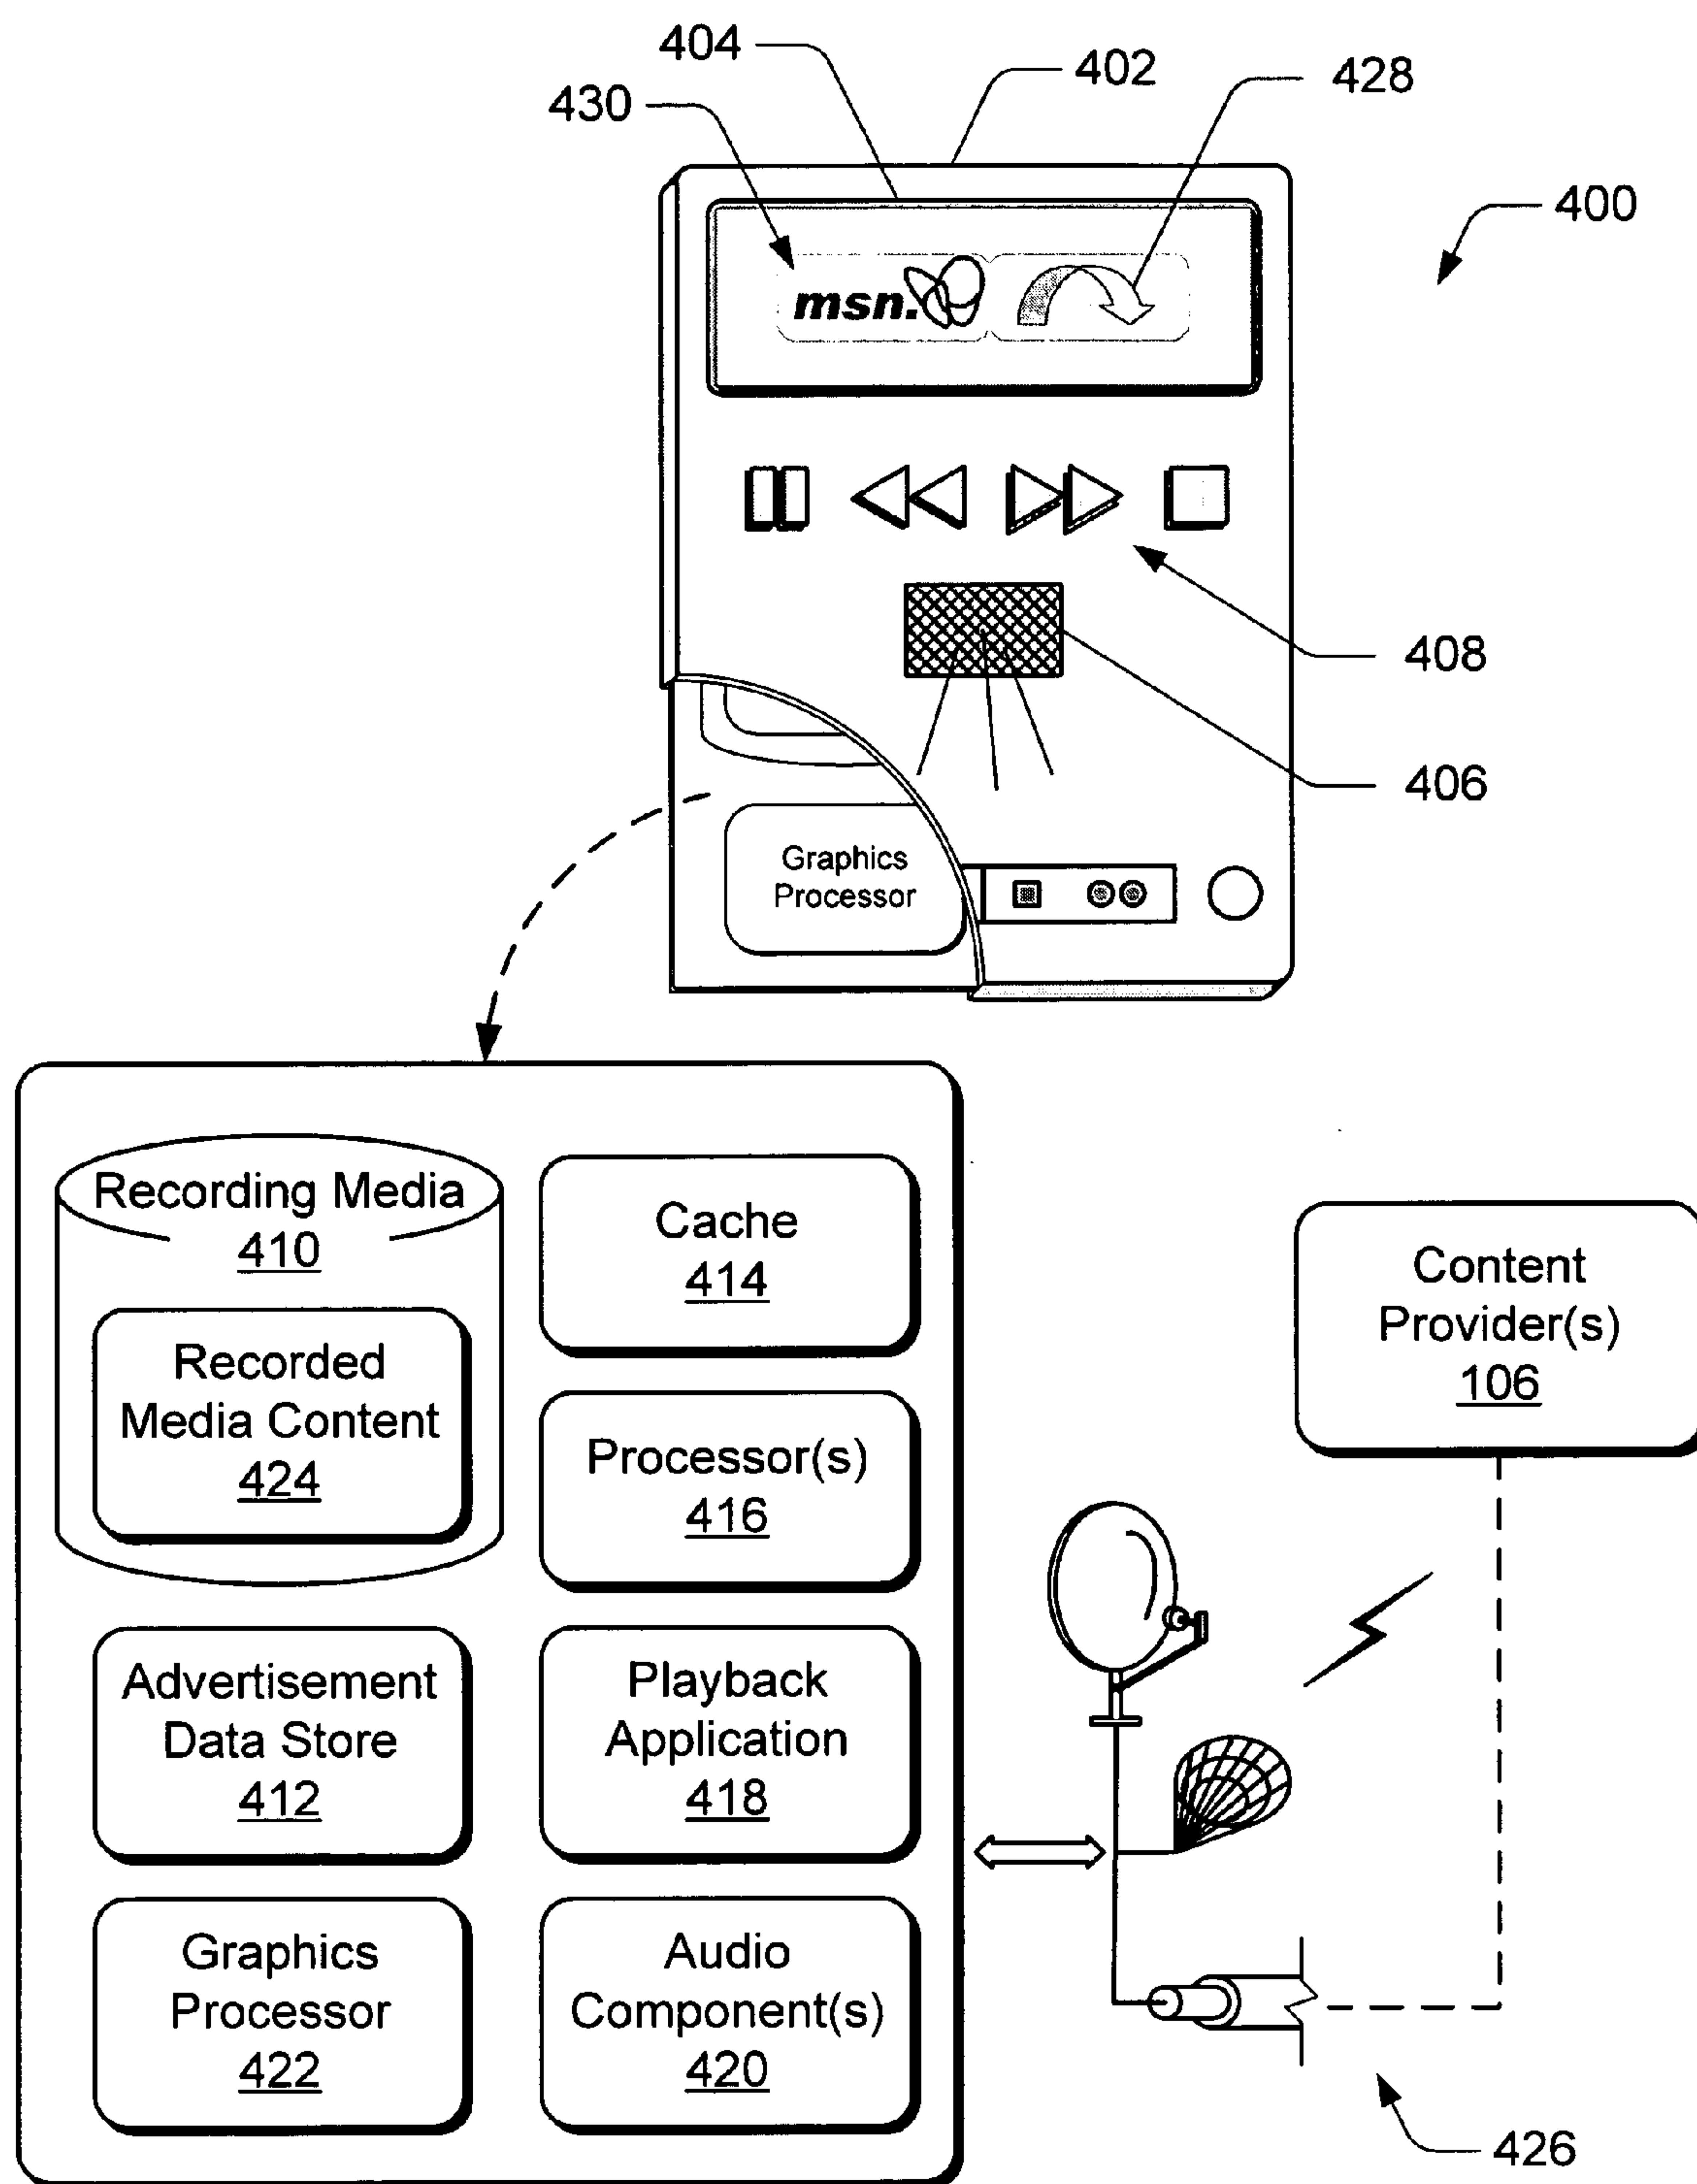 404
402
428
430
400
msn.
408
406
Graphics
Processor
Recording Media
410
Recorded
Media Content
424
Advertisement
Data Store
412
Graphics
Processor
422
Cache
414
Processor(s)
416
Playback
Application
418
Audio
Component(s)
420
Content
Provider(s)
106
426